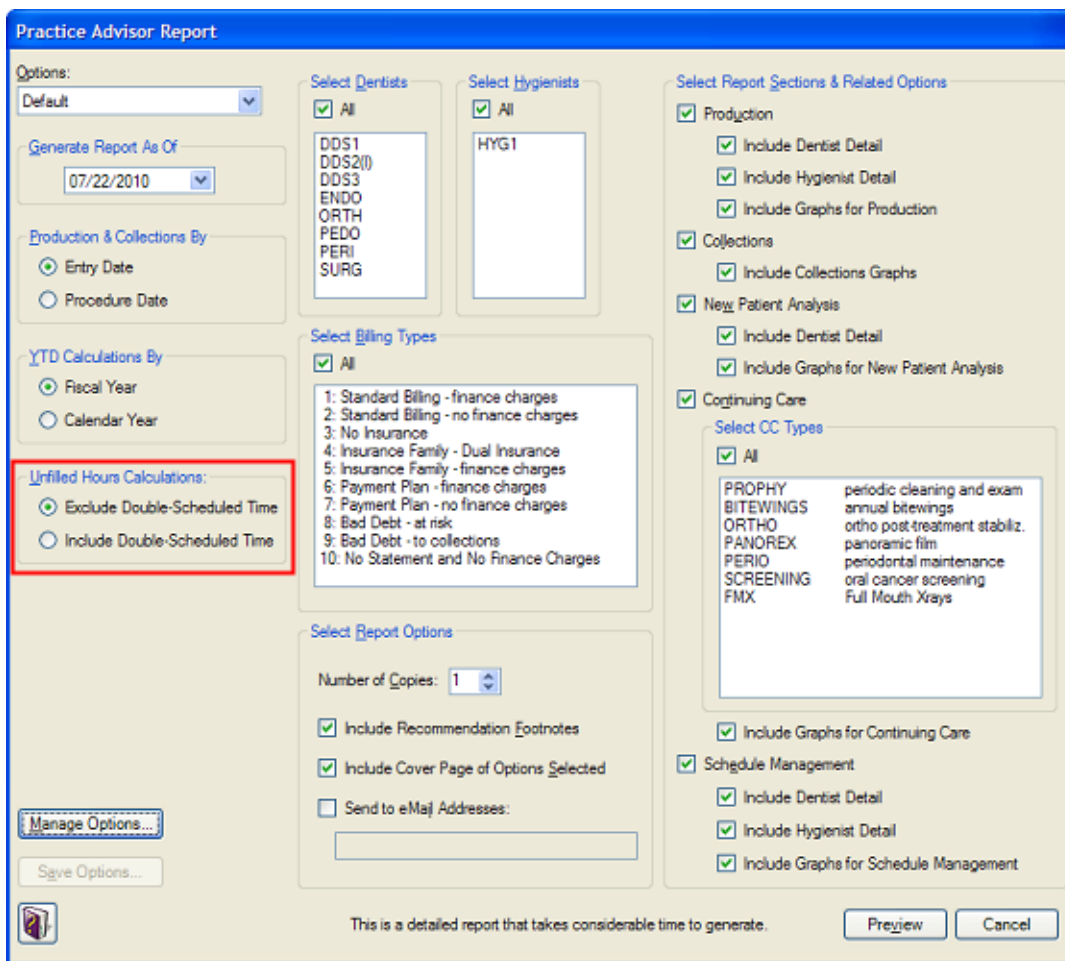 Practice Advisor Report
Options:
Default
Generate Report As Of
07/22/2010
Production & Collections By
Entry Date
Procedure Date
YTD Calculations By
Fiscal Year
Calendar Year
Unfilled Hours Calculations:
Exclude Double-Scheduled Time
Include Double-Scheduled Time
Manage Options...
Save Options...
Select Dentists
All
DDS1
DDS2(I)
DDS3
ENDO
ORTH
PEDO
PERI
SURG
Select Hygienists
All
HYG1
Select Billing Types
All
1: Standard Billing - finance charges
2: Standard Billing - no finance charges
3: No Insurance
4: Insurance Family - Dual Insurance
5: Insurance Family - finance charges
6: Payment Plan - finance charges
7: Payment Plan - no finance charges
8: Bad Debt - at risk
9: Bad Debt - to collections
10: No Statement and No Finance Charges
Select Report Options
Number of Copies: 1
Include Recommendation Footnotes
Include Cover Page of Options Selected
Send to eMail Addresses:
Select Report Sections & Related Options
Production
Include Dentist Detail
Include Hygienist Detail
Include Graphs for Production
Collections
Include Collections Graphs
New Patient Analysis
Include Dentist Detail
Include Graphs for New Patient Analysis
Continuing Care
Select CC Types
All
PROPHY periodic cleaning and exam
BITEWINGS annual bitewings
ORTHO ortho post-treatment stabiliz.
PANOREX panoramic film
PERIO periodontal maintenance
SCREENING oral cancer screening
FMX Full Mouth Xrays
Include Graphs for Continuing Care
Schedule Management
Include Dentist Detail
Include Hygienist Detail
Include Graphs for Schedule Management
This is a detailed report that takes considerable time to generate.
Preview
Cancel